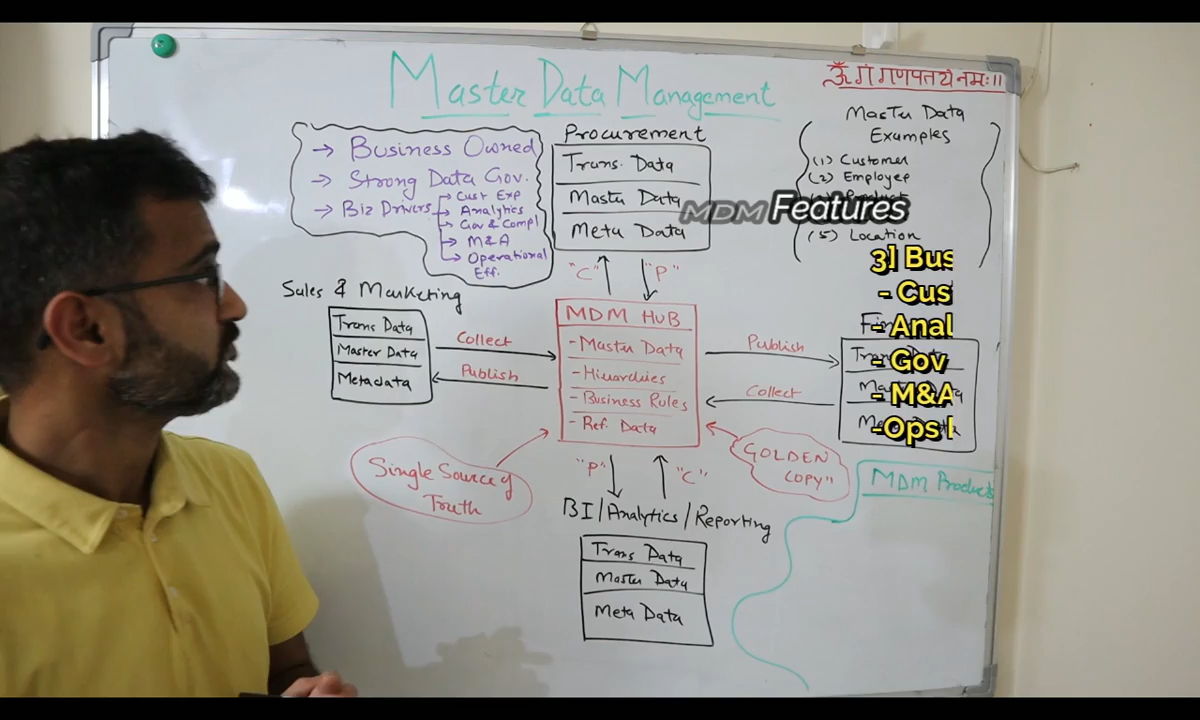 ॐ गं गणपतये नमः ॥
Master Data Management
→ Business Owned
→ Strong Data Gov.
→ Biz Drivers
→ Cust Exp
→ Analytics
→ Gov & Compl
→ M&A
→ Operational
Eff.
Procurement
Trans. Data
Master Data
Meta Data
Master Data
Examples
(1) Customer
(2) Employee
(5) Location
MDM Features
3] Bus
- Cus
- Anal
- Gov
- M&A
-Ops
"C"
"P"
Sales & Marketing
Trans Data
Master Data
Metadata
Collect
Publish
MDM HUB
- Master Data
- Hierarchies
- Business Rules
- Ref. Data
Publish
Collect
Single Source of
Truth
GOLDEN
COPY"
"P"
"C"
BI/Analytics/Reporting
Trans Data
Master Data
Meta Data
MDM Products